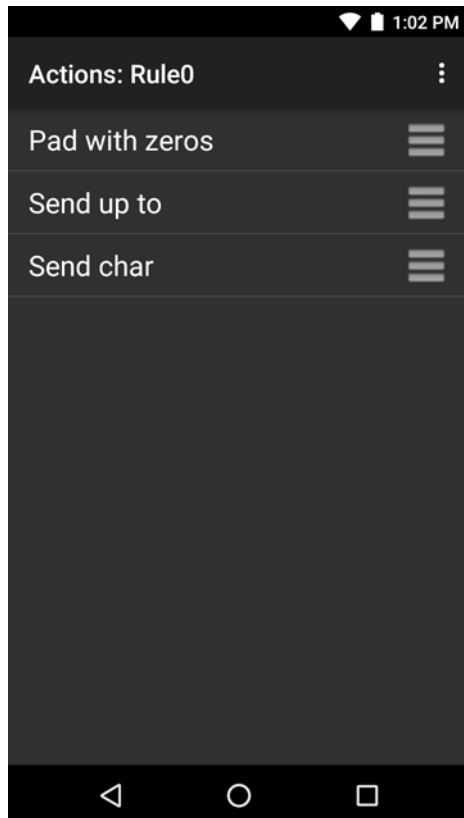 1:02 PM
Actions: Rule0
Pad with zeros
Send up to
Send char